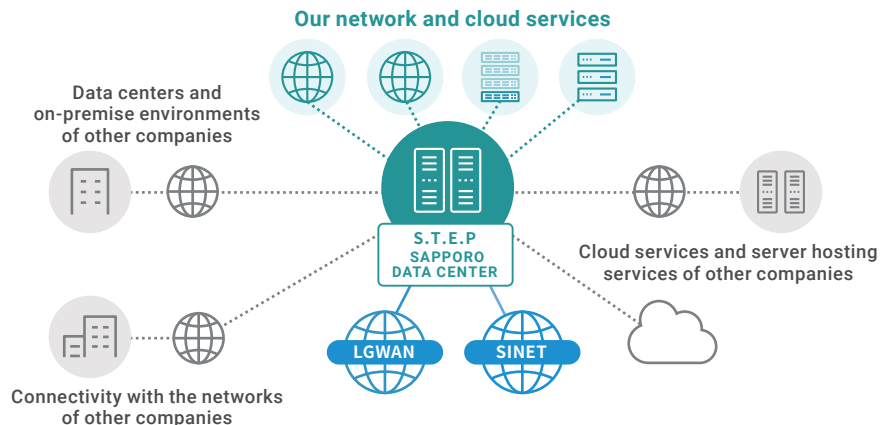 Our network and cloud services
Data centers and
on-premise environments
of other companies
S.T.E.P
SAPPORO
DATA CENTER
Cloud services and server hosting
services of other companies
LGWAN
SINET
Connectivity with the networks
of other companies